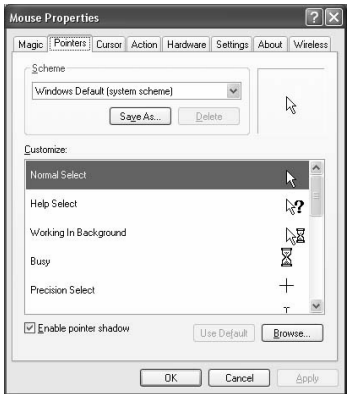 Mouse Properties
Magic Pointers Cursor Action Hardware Settings About Wireless
Scheme
Windows Default (system scheme)
Save As... Delete
Customize:
Normal Select
Help Select
Working In Background
Busy
Precision Select
Enable pointer shadow Use Default Browse...
OK Cancel Apply